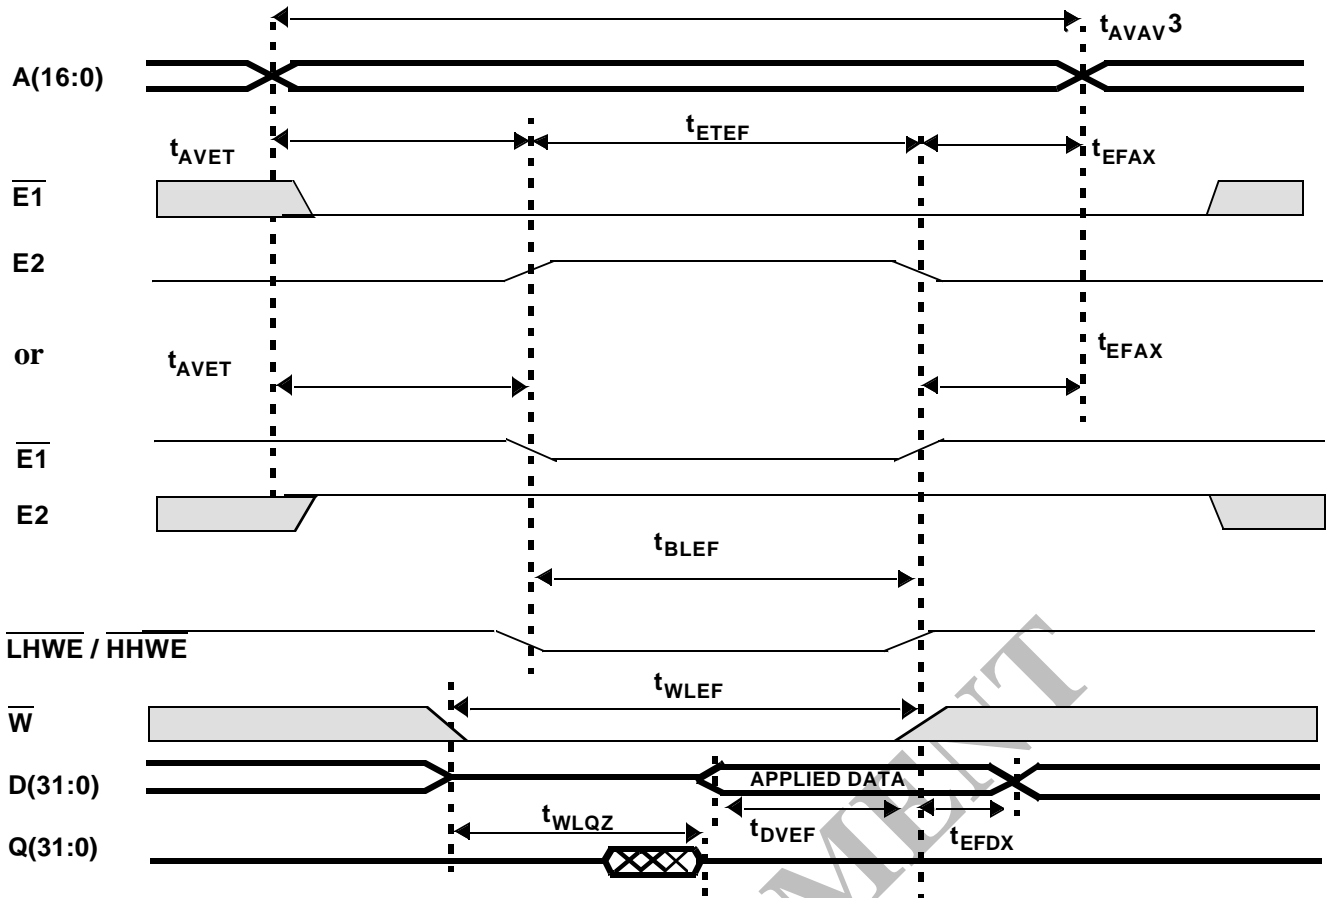 tAVAV3
A(16:0)
tAVET
tETEF
tEFAX
E1
E2
or
tAVET
tEFAX
E1
E2
tBLEF
LHWE / HHWE
tWLEF
W
D(31:0)
APPLIED DATA
tWLQZ
tDVEF
tEFDX
Q(31:0)
MENT